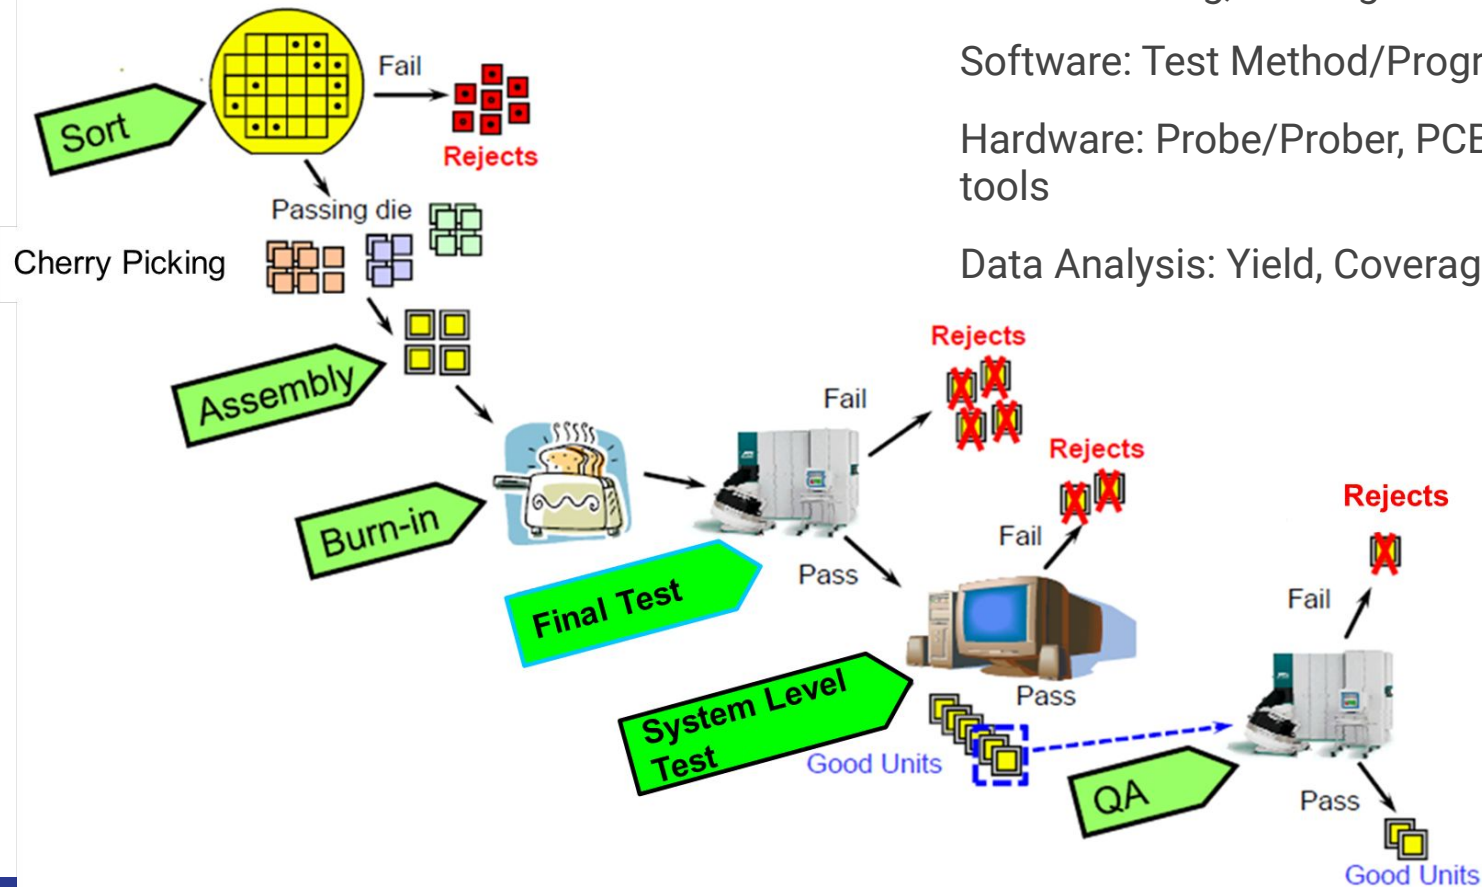 Software: Test Method/Progr
Hardware: Probe/Prober, PCB
tools
Data Analysis: Yield, Coverag
Sort
Fail
Rejects
Passing die
Cherry Picking
Assembly
Burn-in
Final Test
Fail
Rejects
Pass
System Level
Test
Fail
Rejects
Pass
Good Units
QA
Fail
Rejects
Pass
Good Units